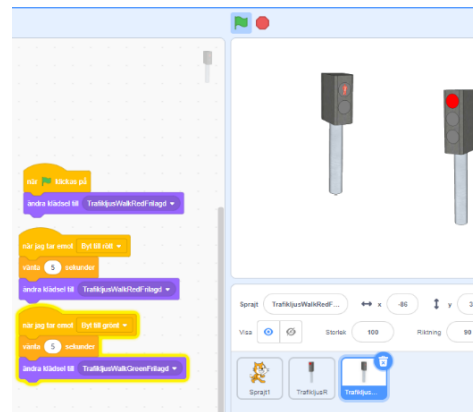 när klickas på
ändra klädsel till TrafikljusWalkRedFrilagd
när jag tar emot Byt till rött
vänta 5 sekunder
ändra klädsel till TrafikljusWalkRedFrilagd
när jag tar emot Byt till grönt
vänta 5 sekunder
ändra klädsel till TrafikljusWalkGreenFrilagd
Sprajt TrafikljusWalkRedF... x -86 y 3
Visa Storlek 100 Riktning 90
Sprajt1 TrafikljusR Trafikljus...